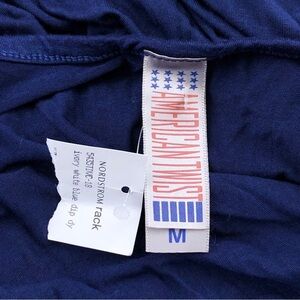 AMERICAN TWIST
M
NORDSTROM rack
ivory white blue dip dy